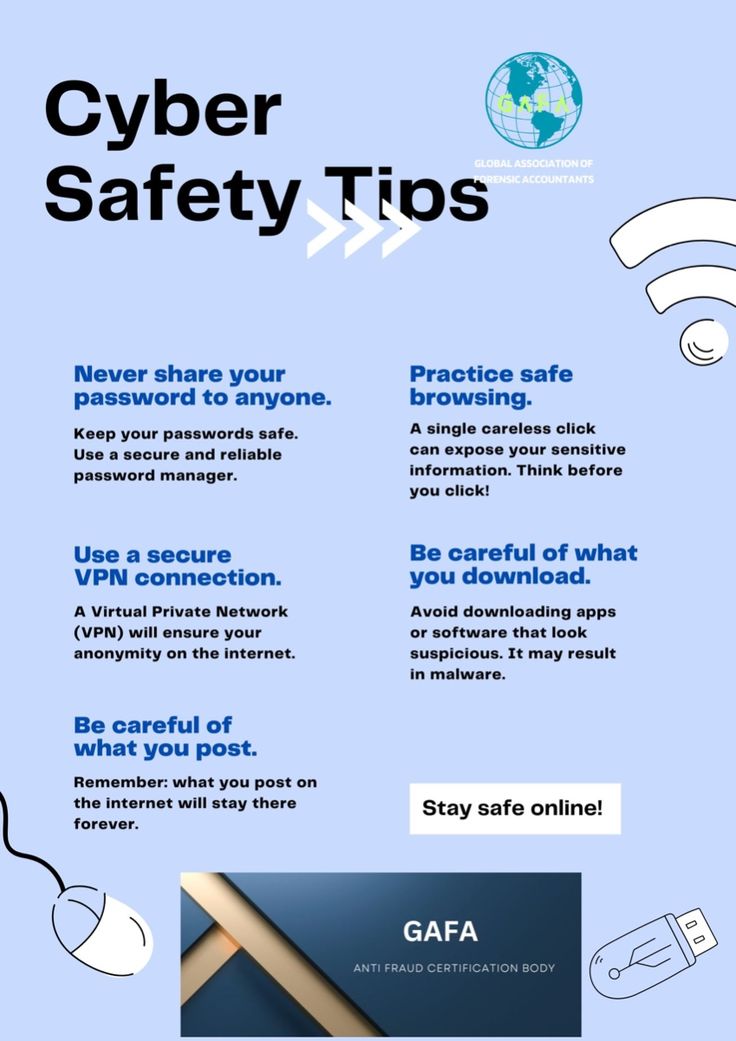 Cyber
Safety Tips
GAFA
GLOBAL ASSOCIATION OF
FORENSIC ACCOUNTANTS
Never share your
password to anyone.
Keep your passwords safe.
Use a secure and reliable
password manager.
Practice safe
browsing.
A single careless click
can expose your sensitive
information. Think before
you click!
Use a secure
VPN connection.
A Virtual Private Network
(VPN) will ensure your
anonymity on the internet.
Be careful of what
you download.
Avoid downloading apps
or software that look
suspicious. It may result
in malware.
Be careful of
what you post.
Remember: what you post on
the internet will stay there
forever.
Stay safe online!
GAFA
ANTI FRAUD CERTIFICATION BODY